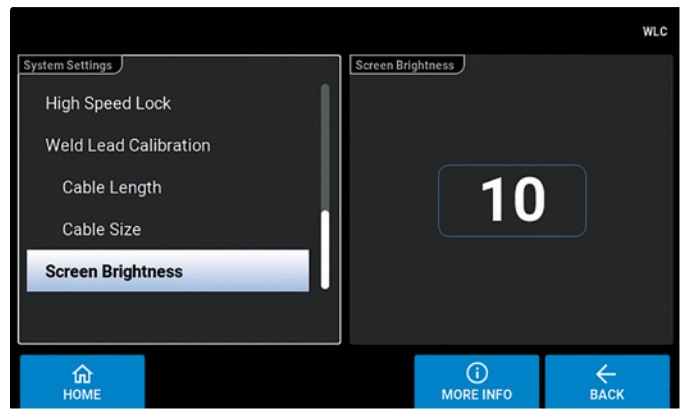 WLC
System Settings
High Speed Lock
Weld Lead Calibration
Cable Length
Cable Size
Screen Brightness
Screen Brightness
10
HOME
MORE INFO
BACK